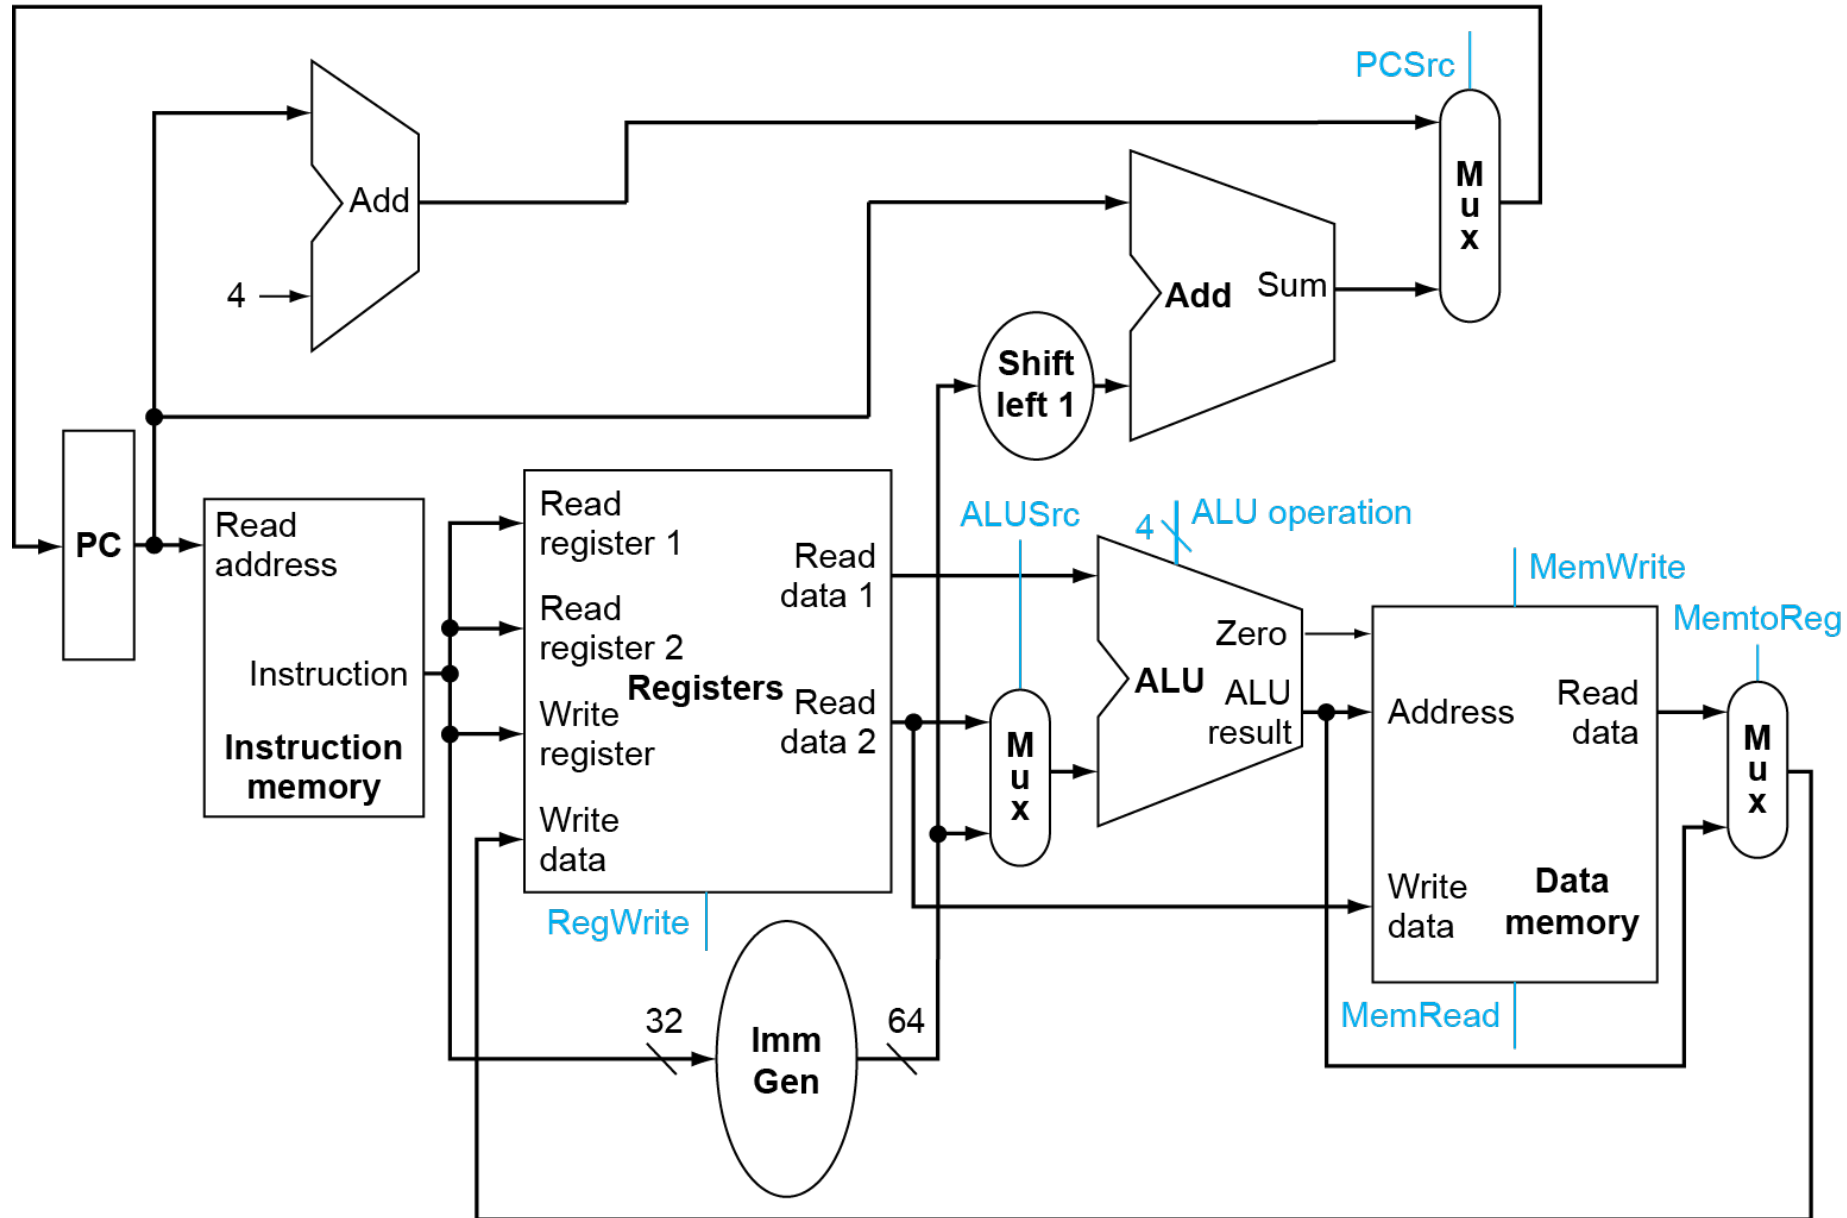 PCSrc
M
u
x
Add
4
Add Sum
Shift
left 1
PC
Read
address
Instruction
Instruction
memory
Read
register 1
Read
register 2
Write
register
Write
data
Registers
Read
data 1
Read
data 2
RegWrite
ALUSrc
M
u
x
4
ALU operation
Zero
ALU
ALU
result
MemWrite
Address
Read
data
Write
data
Data
memory
MemRead
MemtoReg
M
u
x
32
Imm
Gen
64